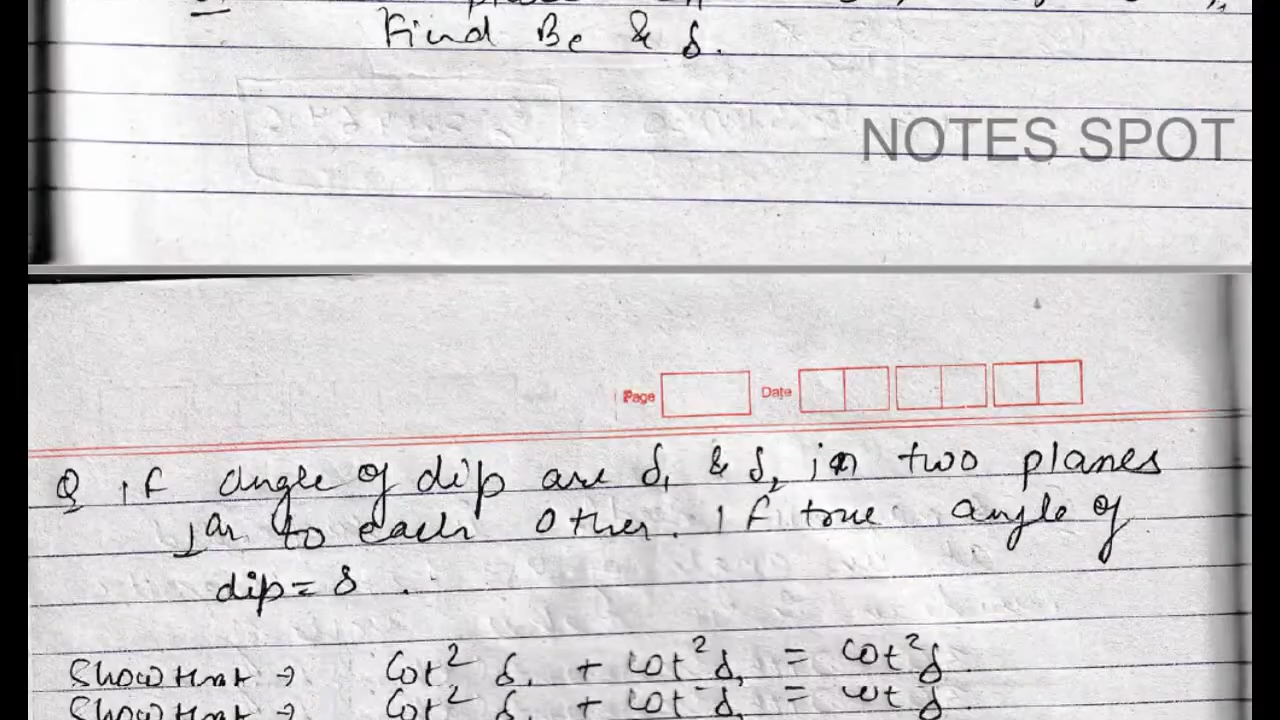 Find Be & δ.
NOTES SPOT
Page Date
Q if angle of dip are δ₁ & δ₂ in two planes
⊥ar to each other. If true angle of
dip = δ.
Show that → Cot² δ₁ + cot² δ₂ = cot² δ.
Show that → Cot² δ₁ + cot² δ₂ = cot δ